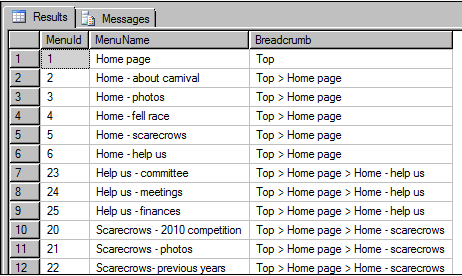 Results Messages
MenuId MenuName Breadcrumb
1 1 Home page Top
2 2 Home - about carnival Top > Home page
3 3 Home - photos Top > Home page
4 4 Home - fell race Top > Home page
5 5 Home - scarecrows Top > Home page
6 6 Home - help us Top > Home page
7 23 Help us - committee Top > Home page > Home - help us
8 24 Help us - meetings Top > Home page > Home - help us
9 25 Help us - finances Top > Home page > Home - help us
10 20 Scarecrows - 2010 competition Top > Home page > Home - scarecrows
11 21 Scarecrows - photos Top > Home page > Home - scarecrows
12 22 Scarecrows- previous years Top > Home page > Home - scarecrows